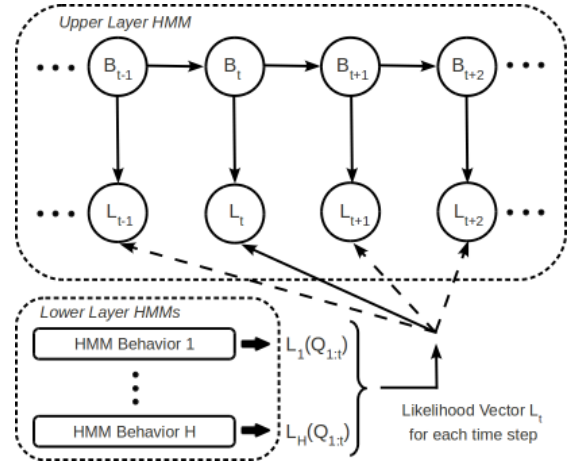 Upper Layer HMM
B_{t-1} B_t B_{t+1} B_{t+2}
L_{t-1} L_t L_{t+1} L_{t+2}
Lower Layer HMMs
HMM Behavior 1 L_1(Q_{1:t})
HMM Behavior H L_H(Q_{1:t})
Likelihood Vector L_t
for each time step